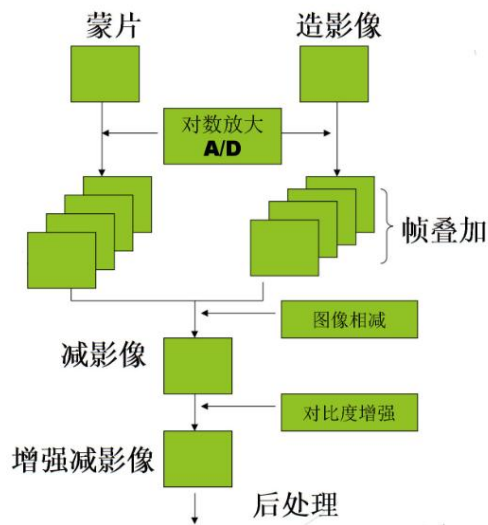 蒙片
造影像
对数放大
A/D
帧叠加
图像相减
减影像
对比度增强
增强减影像
后处理